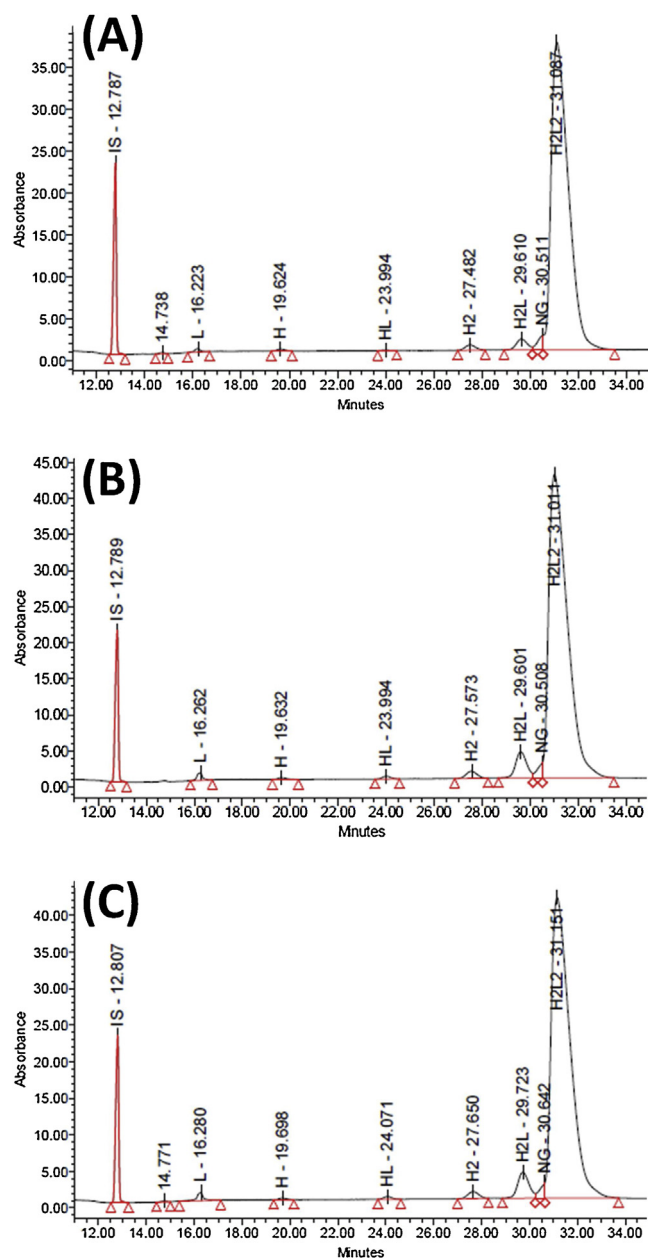 (A)
35.00
30.00
25.00
20.00
15.00
10.00
5.00
0.00
Absorbance
IS - 12.787
14.738
L - 16.223
H - 19.624
HL - 23.994
H2 - 27.482
H2L - 29.610
NG - 30.511
H2L2 - 31.087
12.00 14.00 16.00 18.00 20.00 22.00 24.00 26.00 28.00 30.00 32.00 34.00
Minutes
(B)
45.00
40.00
35.00
30.00
25.00
20.00
15.00
10.00
5.00
0.00
Absorbance
IS - 12.789
L - 16.262
H - 19.632
HL - 23.994
H2 - 27.573
H2L - 29.601
NG - 30.508
H2L2 - 31.011
12.00 14.00 16.00 18.00 20.00 22.00 24.00 26.00 28.00 30.00 32.00 34.00
Minutes
(C)
40.00
35.00
30.00
25.00
20.00
15.00
10.00
5.00
0.00
Absorbance
IS - 12.807
14.771
L - 16.280
H - 19.698
HL - 24.071
H2 - 27.650
H2L - 29.723
NG - 30.642
H2L2 - 31.151
12.00 14.00 16.00 18.00 20.00 22.00 24.00 26.00 28.00 30.00 32.00 34.00
Minutes